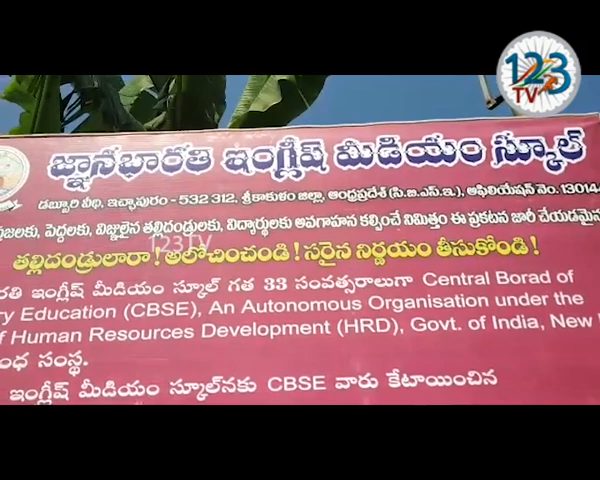 123
TV
జ్ఞానభారతి ఇంగ్లీష్ మీడియం స్కూల్
డబ్బూరి వీధి, ఇచ్ఛాపురం - 532 312, శ్రీకాకుళం జిల్లా, ఆంధ్రప్రదేశ్ (సి.బి.ఎస్.ఇ.), అఫిలియేషన్ నెం. 13014
పెద్దలకు, విజ్ఞులైన తల్లిదండ్రులకు, విద్యార్థులకు అవగాహన కల్పించే నిమిత్తం ఈ ప్రకటన జారీ చేయడమైన
123TV
తల్లిదండ్రులారా ! ఆలోచించండి ! సరైన నిర్ణయం తీసుకోండి !
రతి ఇంగ్లీష్ మీడియం స్కూల్ గత 33 సంవత్సరాలుగా Central Borad of
ry Education (CBSE), An Autonomous Organisation under the
of Human Resources Development (HRD), Govt. of India, New
ంధ సంస్థ.
ఇంగ్లీష్ మీడియం స్కూల్‌నకు CBSE వారు కేటాయించిన